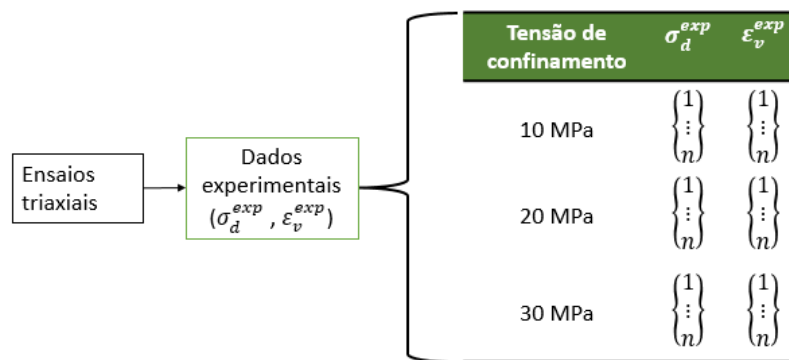 Ensaios
triaxiais
Dados
experimentais
(σ_d^exp , ε_v^exp)
Tensão de confinamento σ_d^exp ε_v^exp
10 MPa {1 ⋮ n} {1 ⋮ n}
20 MPa {1 ⋮ n} {1 ⋮ n}
30 MPa {1 ⋮ n} {1 ⋮ n}